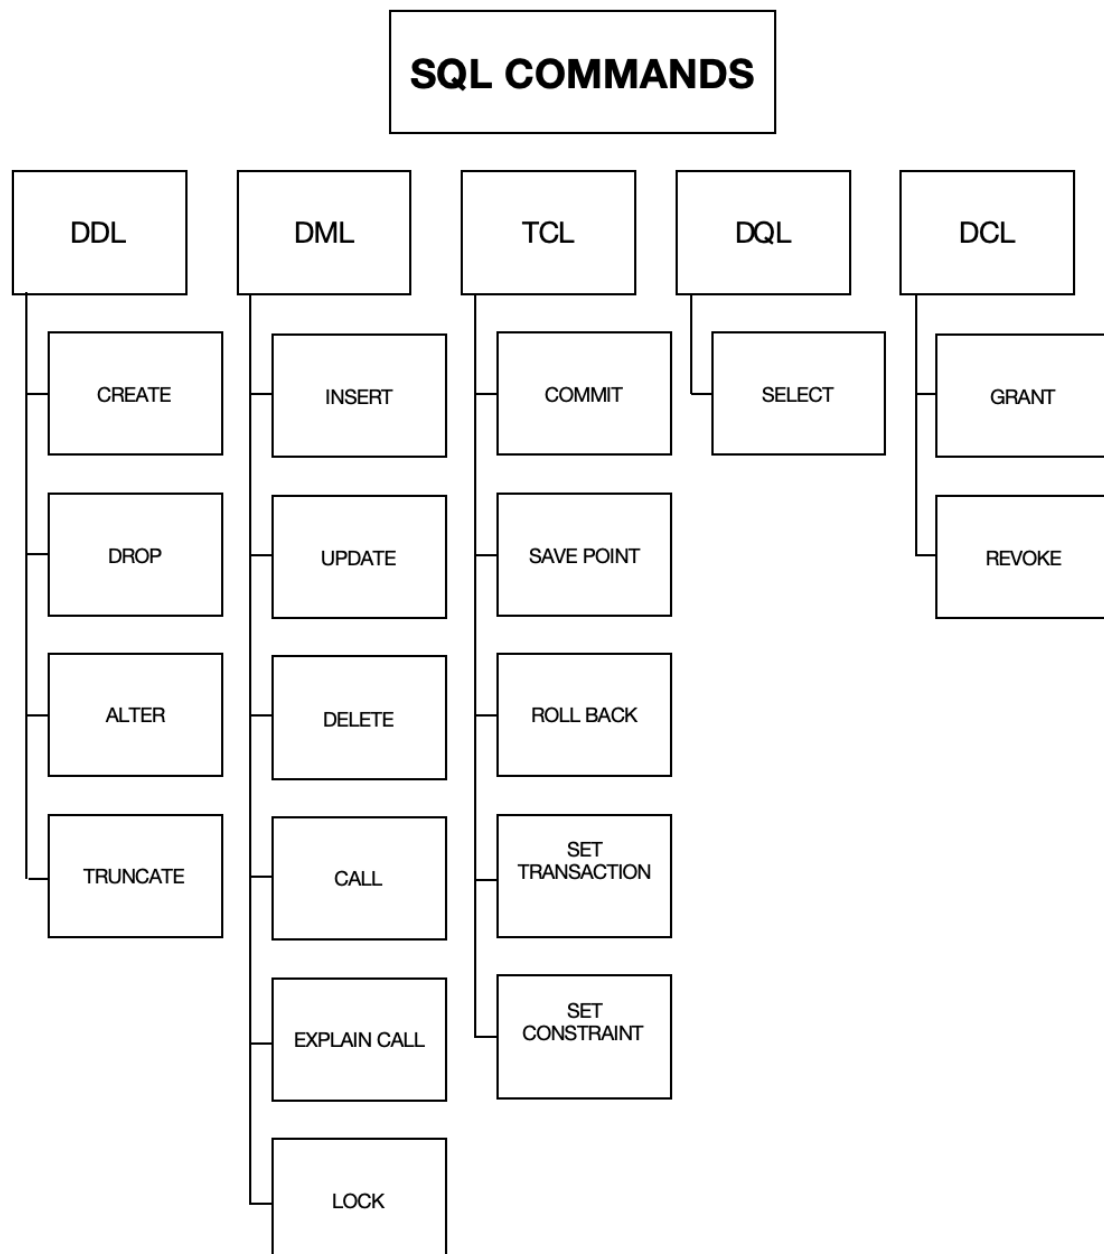 SQL COMMANDS
DDL
DML
TCL
DQL
DCL
CREATE
DROP
ALTER
TRUNCATE
INSERT
UPDATE
DELETE
CALL
EXPLAIN CALL
LOCK
COMMIT
SAVE POINT
ROLL BACK
SET
TRANSACTION
SET
CONSTRAINT
SELECT
GRANT
REVOKE